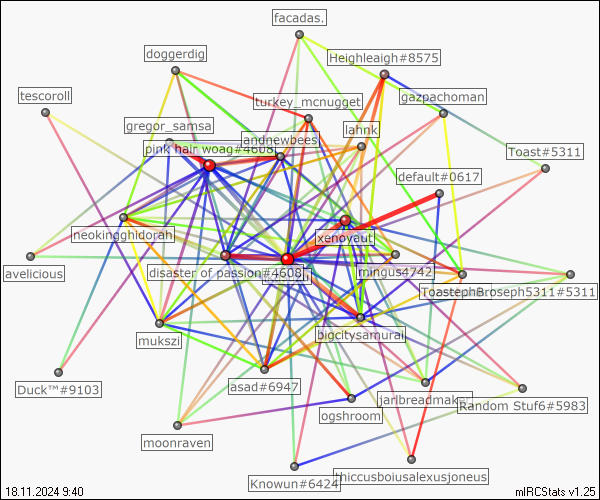 facadas.
doggerdig
Heighleaigh#8575
tescoroll
turkey_mcnugget
gazpachoman
gregor_samsa
lahnk
andnewbees
pink hair woag#4608
Toast#5311
default#0617
neokingghidorah
xenoyaut
avelicious
disaster of passion#4608
mingus4742
Broseph5311#5311
mukszi
bigcitysamurai
Duck™#9103
asad#6947
jarlbreadmaker
Random Stuf6#5983
ogshroom
moonraven
Knowun#6424
thiccusboiusalexusjoneus
18.11.2024 9:40
mIRCStats v1.25